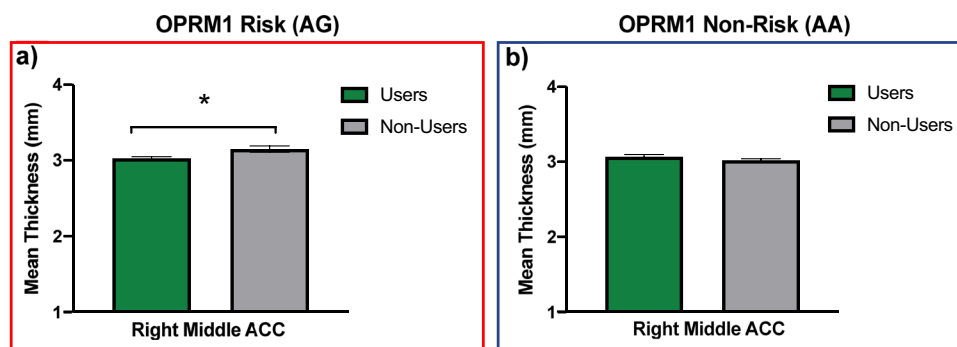 OPRM1 Risk (AG)
a)
*
Users
Non-Users
4
3
2
1
Mean Thickness (mm)
Right Middle ACC
OPRM1 Non-Risk (AA)
b)
Users
Non-Users
4
3
2
1
Mean Thickness (mm)
Right Middle ACC